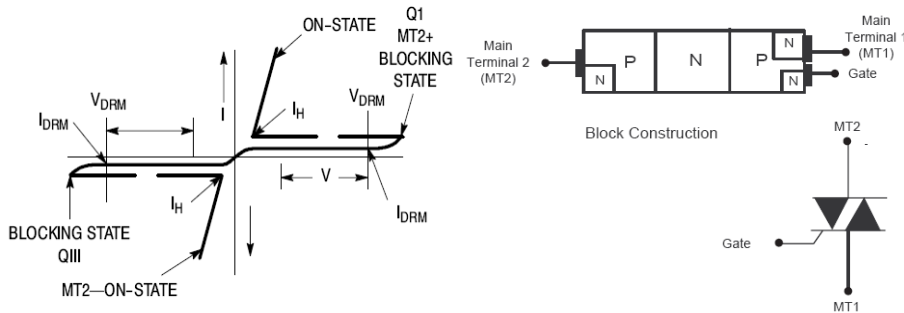 ON-STATE
Q1
MT2+
BLOCKING
STATE
I
V_DRM
I_DRM
I_H
V_DRM
V
I_H
I_DRM
BLOCKING STATE
QIII
MT2—ON-STATE
Main
Terminal 2
(MT2)
P
N
N
P
N
N
Main
Terminal 1
(MT1)
Gate
Block Construction
MT2
Gate
MT1